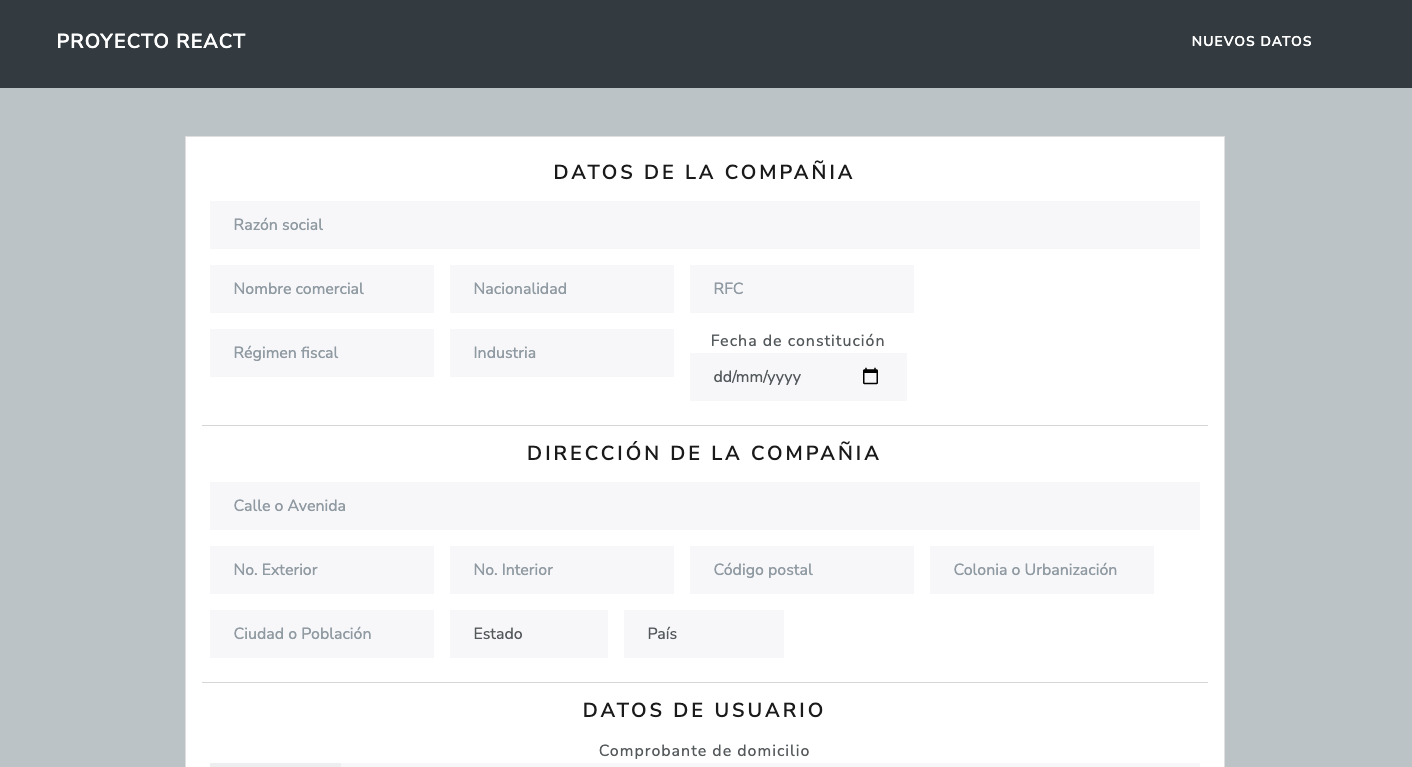 PROYECTO REACT
NUEVOS DATOS
DATOS DE LA COMPAÑIA
Razón social
Nombre comercial Nacionalidad RFC
Régimen fiscal Industria Fecha de constitución
dd/mm/yyyy
DIRECCIÓN DE LA COMPAÑIA
Calle o Avenida
No. Exterior No. Interior Código postal Colonia o Urbanización
Ciudad o Población Estado País
DATOS DE USUARIO
Comprobante de domicilio